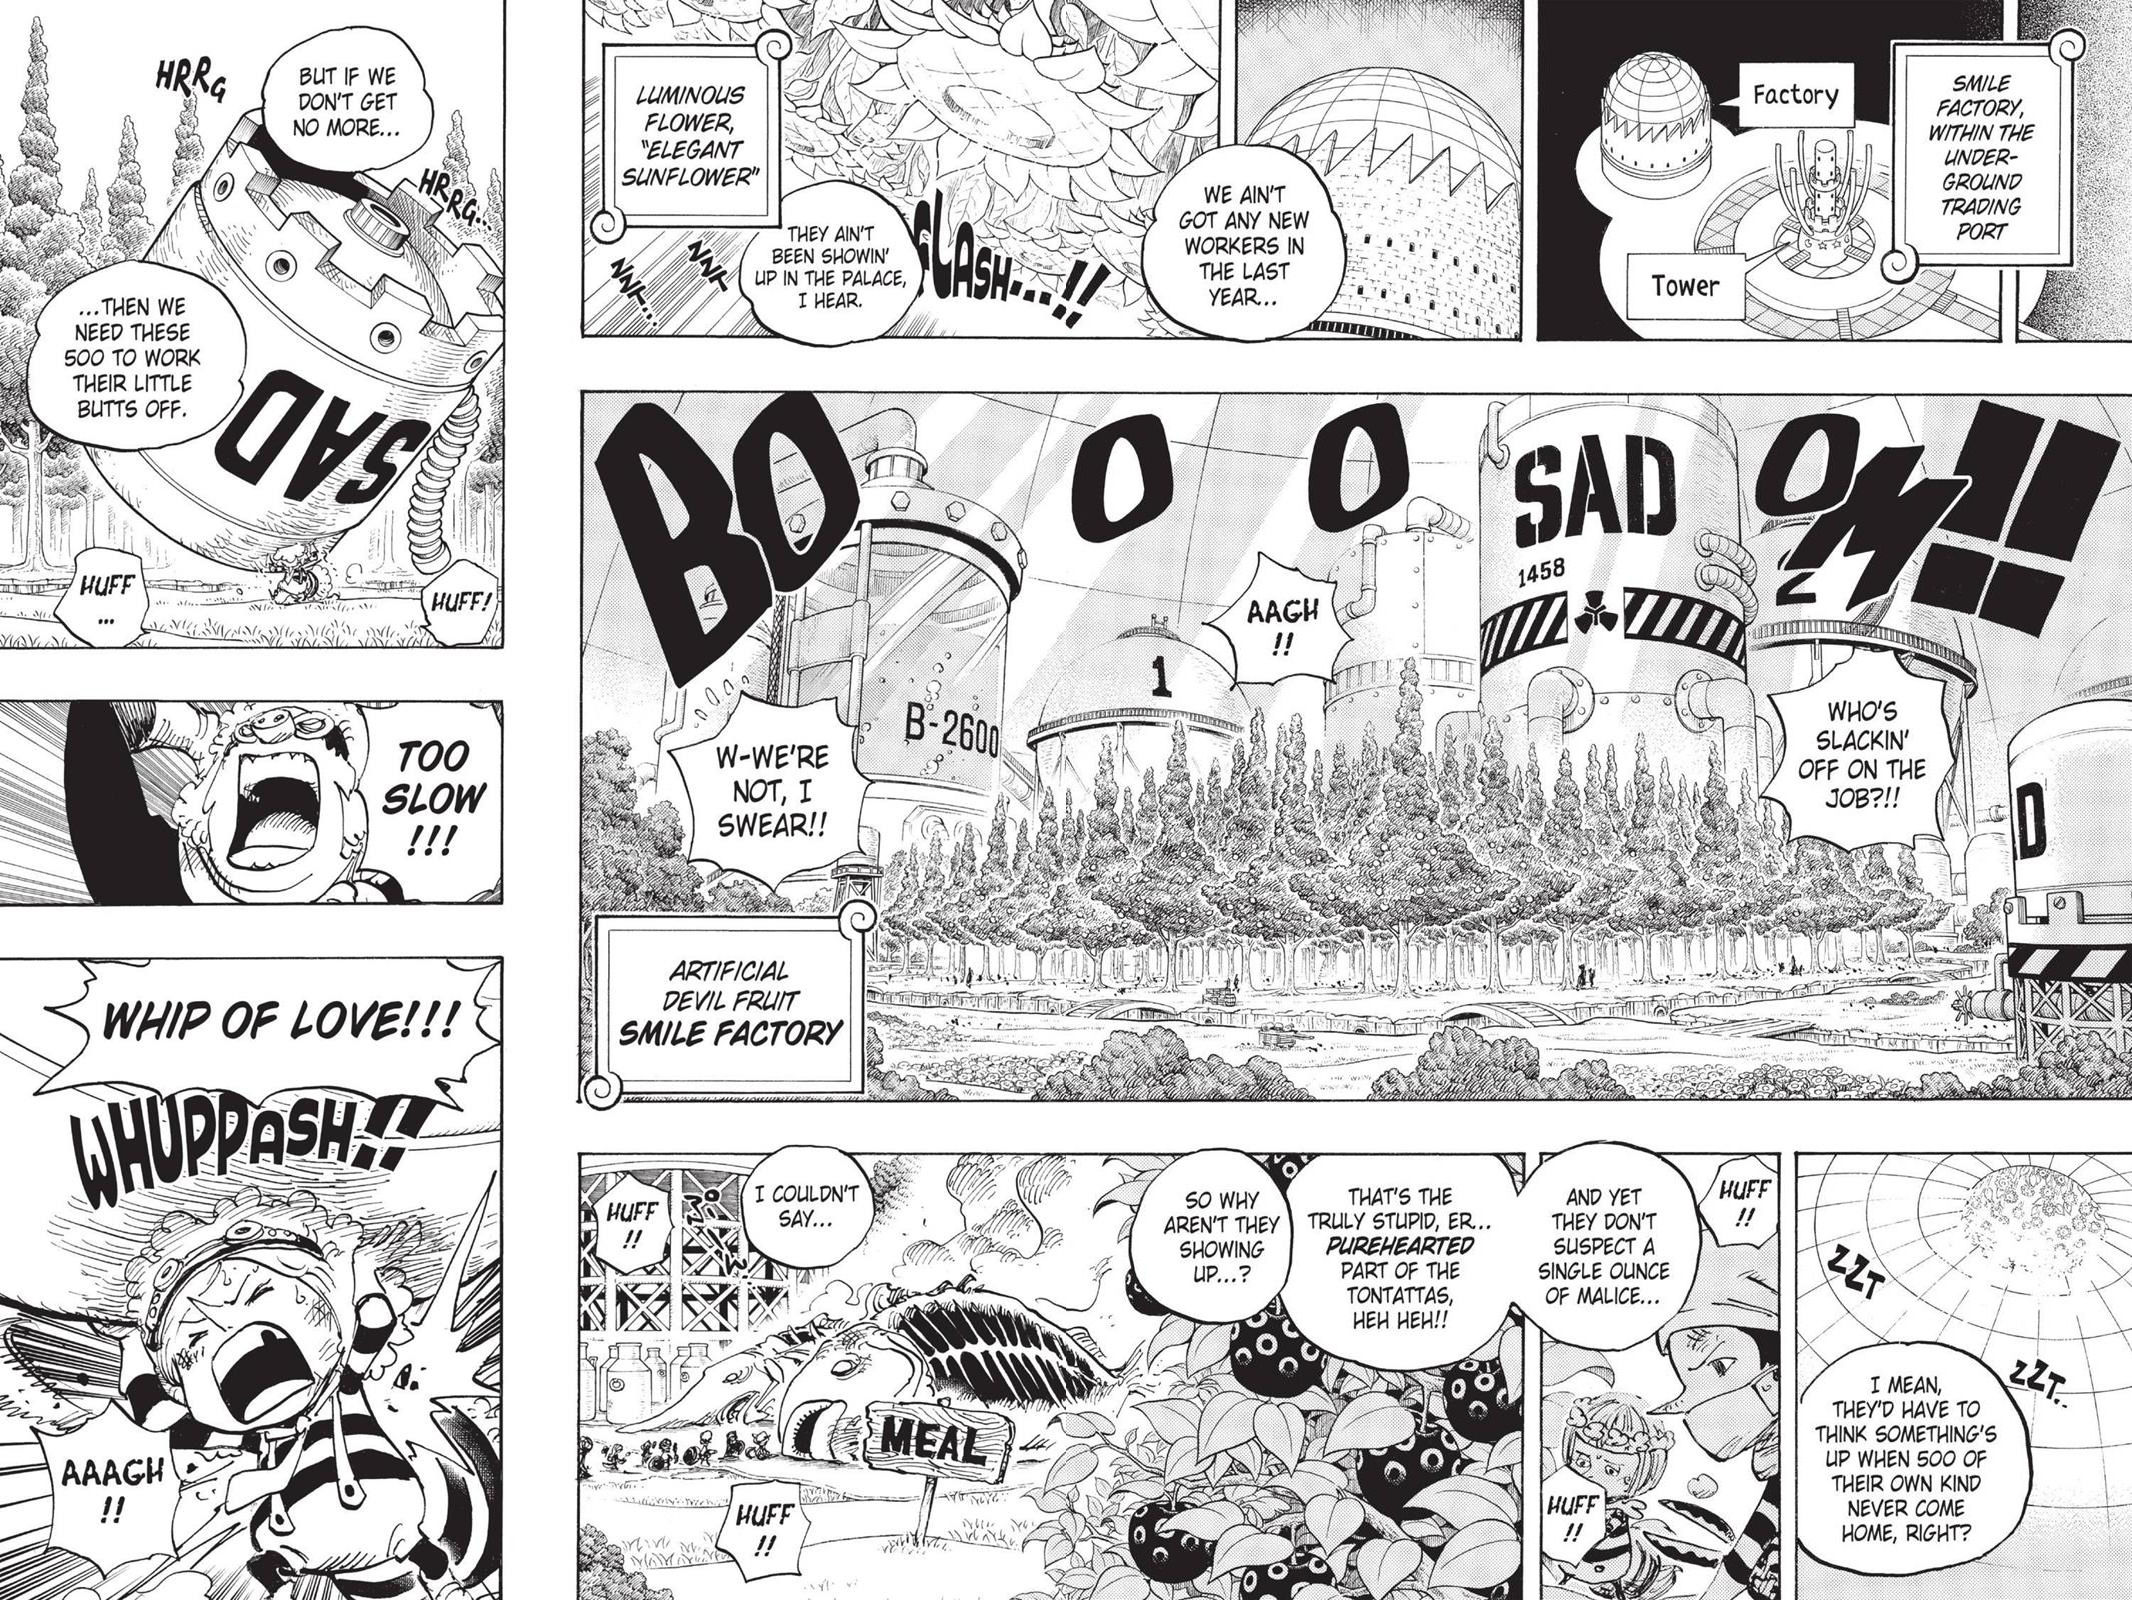 SMILE
FACTORY,
WITHIN THE
UNDER-
GROUND
TRADING
PORT
Factory
Tower
WE AIN'T
GOT ANY NEW
WORKERS IN
THE LAST
YEAR...
THEY AIN'T
BEEN SHOWIN'
UP IN THE PALACE,
I HEAR.
LUMINOUS
FLOWER,
"ELEGANT
SUNFLOWER"
ZZT
ZZT...
BOOOOM!!
SAD
1458
2
WHO'S
SLACKIN'
OFF ON THE
JOB?!!
AAGH
!!
1
B-2600
W-WE'RE
NOT, I
SWEAR!!
ARTIFICIAL
DEVIL FRUIT
SMILE FACTORY
ZZT
ZZT..
I MEAN,
THEY'D HAVE TO
THINK SOMETHING'S
UP WHEN 500 OF
THEIR OWN KIND
NEVER COME
HOME, RIGHT?
HUFF
!!
AND YET
THEY DON'T
SUSPECT A
SINGLE OUNCE
OF MALICE...
HUFF
!!
THAT'S THE
TRULY STUPID, ER...
PUREHEARTED
PART OF THE
TONTATTAS,
HEH HEH!!
SO WHY
AREN'T THEY
SHOWING
UP...?
I COULDN'T
SAY...
HUFF
!!
MEAL
HUFF
!!
HRRG
BUT IF WE
DON'T GET
NO MORE...
HRRG...
...THEN WE
NEED THESE
500 TO WORK
THEIR LITTLE
BUTTS OFF.
SAD
HUFF
...
HUFF!
TOO
SLOW
!!!
WHIP OF LOVE!!!
WHUPPASH!!
AAAGH
!!